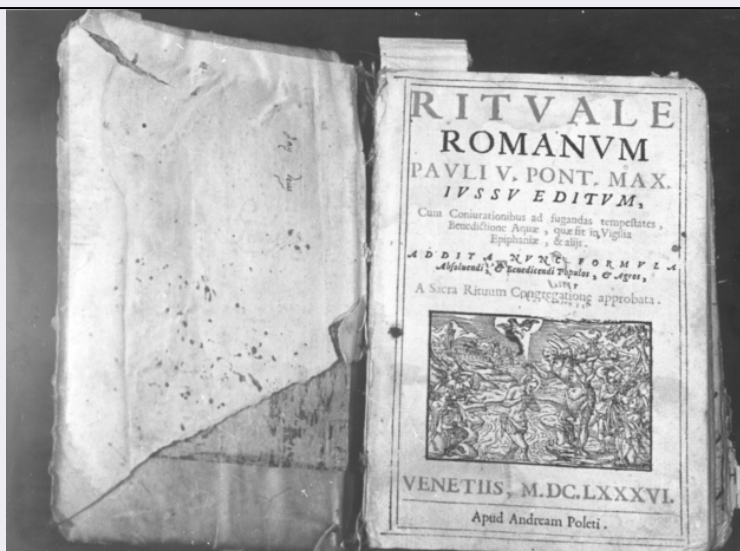 RITVALE
ROMANVM
PAVLI V. PONT. MAX.
IVSSV EDITVM,
Cum Coniurationibus ad fugandas tempestates,
Benedictione Aquæ, quæ fit in Vigilia
Epiphaniæ, & alijs.
ADDITA NVNC FORMVLA
Absoluendi, & Benedicendi Populos, & Agros,
A Sacra Rituum Congregatione approbata.
VENETIIS, M.DC.LXXXVI.
Apud Andream Poleti.